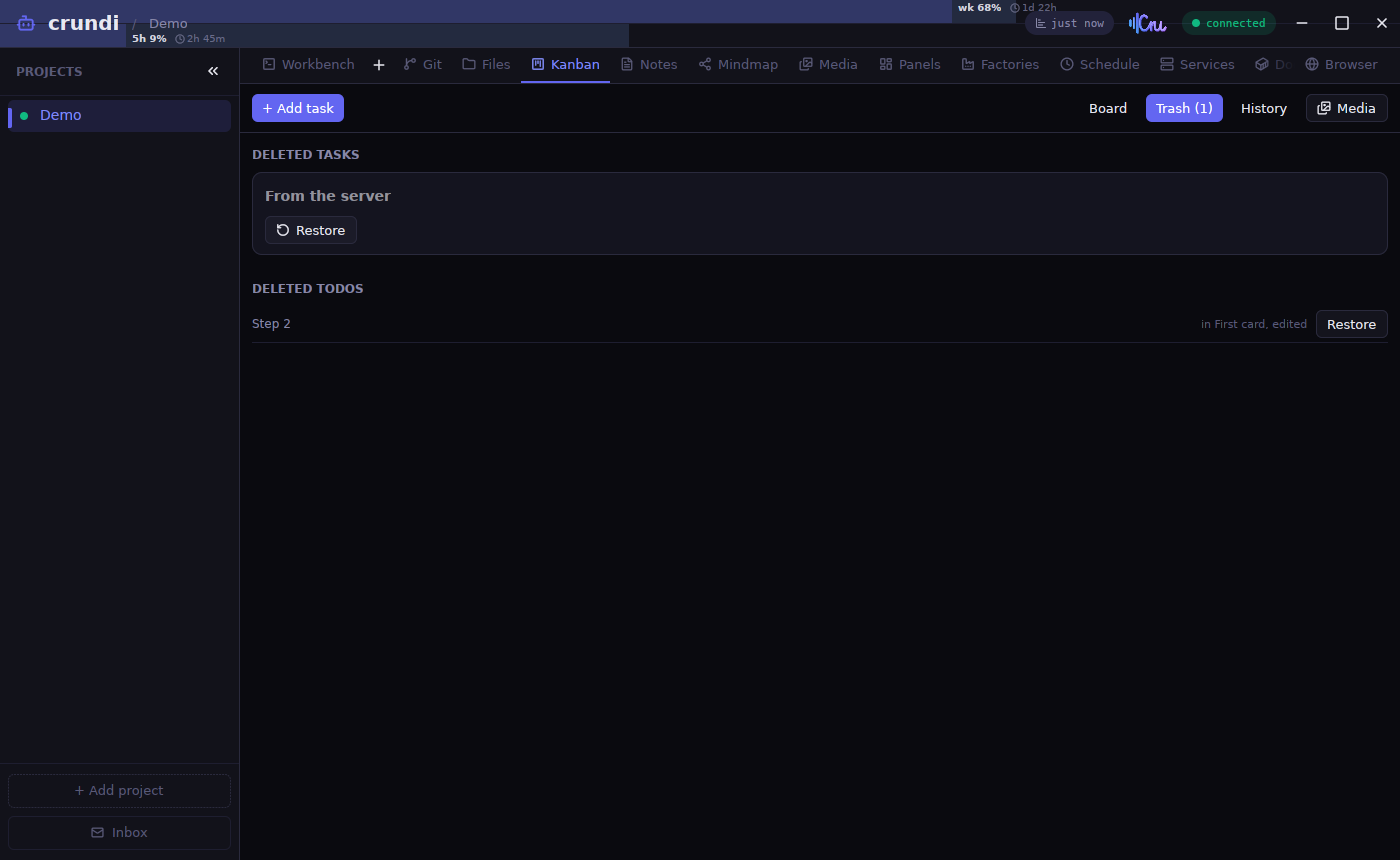 wk 68% 1d 22h
crundi / Demo
5h 9% 2h 45m
just now
connected
PROJECTS
Workbench + Git Files Kanban Notes Mindmap Media Panels Factories Schedule Services Do Browser
Demo
+ Add task Board Trash (1) History Media
DELETED TASKS
From the server
Restore
DELETED TODOS
Step 2 in First card, edited Restore
+ Add project
Inbox